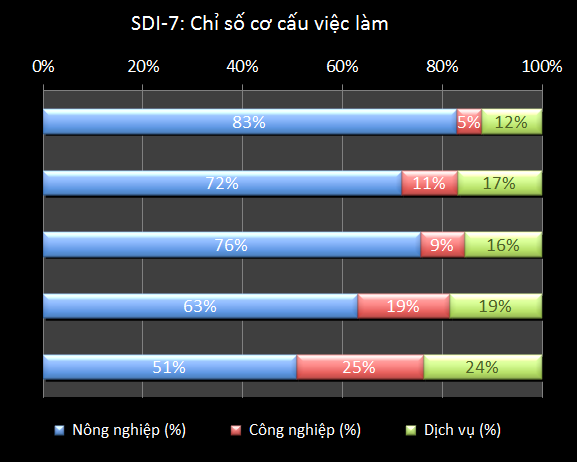 SDI-7: Chỉ số cơ cấu việc làm
0% 20% 40% 60% 80% 100%
83% 5% 12%
72% 11% 17%
76% 9% 16%
63% 19% 19%
51% 25% 24%
Nông nghiệp (%) Công nghiệp (%) Dịch vụ (%)